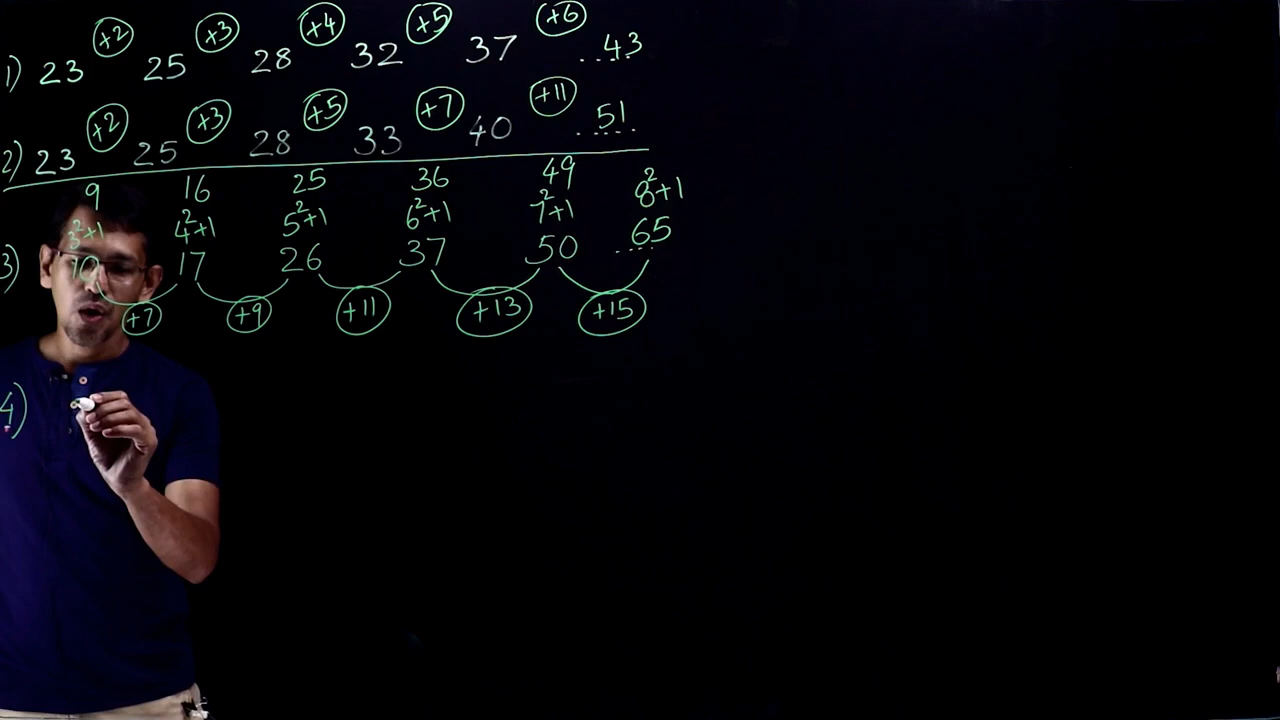 +2 +3 +4 +5 +6
1) 23 25 28 32 37 ....43
+2 +3 +5 +7 +11
2) 23 25 28 33 40 .....51
9 16 25 36 49
3²+1 4²+1 5²+1 6²+1 7²+1 8²+1
3) 10 17 26 37 50 ....65
+7 +9 +11 +13 +15
4)